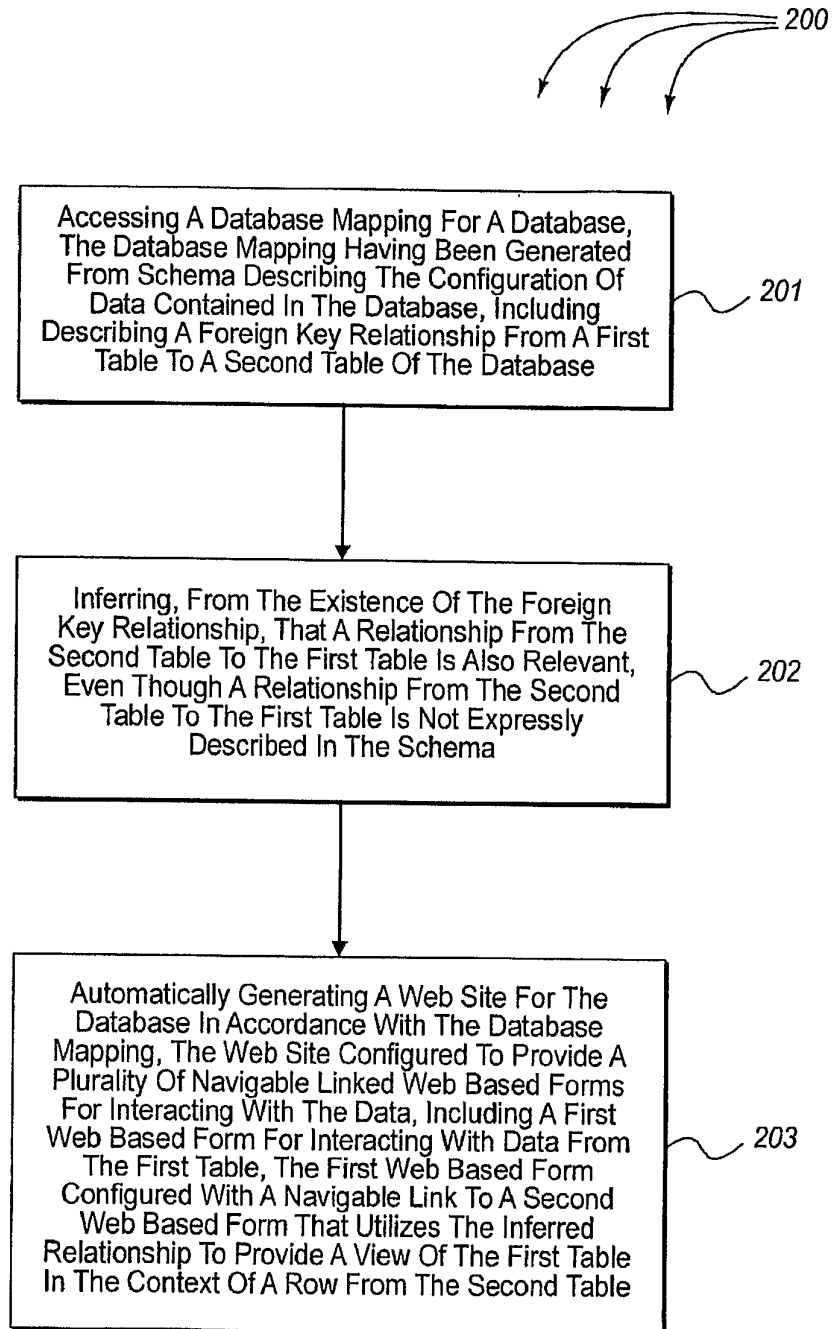 200
Accessing A Database Mapping For A Database,
The Database Mapping Having Been Generated
From Schema Describing The Configuration Of
Data Contained In The Database, Including
Describing A Foreign Key Relationship From A First
Table To A Second Table Of The Database
201
Inferring, From The Existence Of The Foreign
Key Relationship, That A Relationship From The
Second Table To The First Table Is Also Relevant,
Even Though A Relationship From The Second
Table To The First Table Is Not Expressly
Described In The Schema
202
Automatically Generating A Web Site For The
Database In Accordance With The Database
Mapping, The Web Site Configured To Provide A
Plurality Of Navigable Linked Web Based Forms
For Interacting With The Data, Including A First
Web Based Form For Interacting With Data From
The First Table, The First Web Based Form
Configured With A Navigable Link To A Second
Web Based Form That Utilizes The Inferred
Relationship To Provide A View Of The First Table
In The Context Of A Row From The Second Table
203